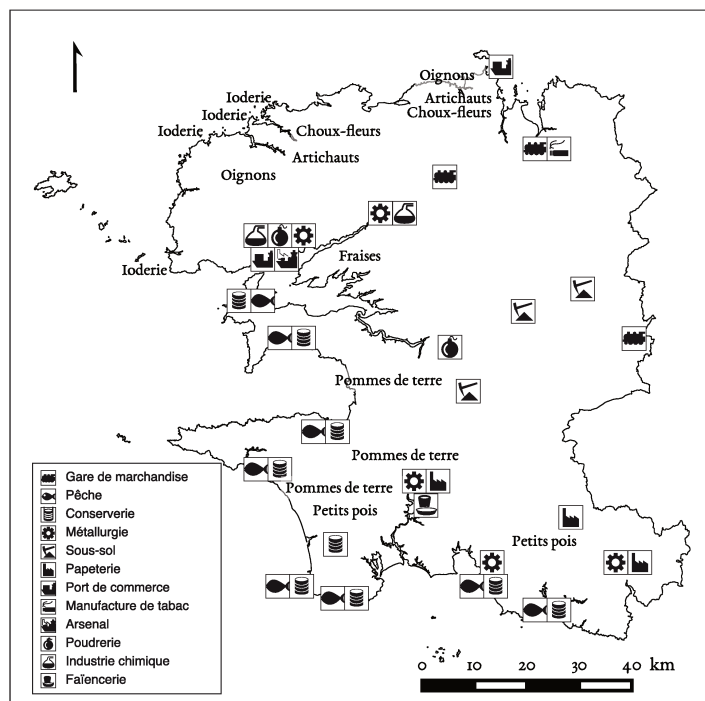 Oignons
Artichauts
Choux-fleurs
Ioderie
Ioderie
Ioderie
Choux-fleurs
Artichauts
Oignons
Fraises
Ioderie
Pommes de terre
Pommes de terre
Pommes de terre
Petits pois
Petits pois
Gare de marchandise
Pêche
Conserverie
Métallurgie
Sous-sol
Papeterie
Port de commerce
Manufacture de tabac
Arsenal
Poudrerie
Industrie chimique
Faïencerie
0 10 20 30 40 km